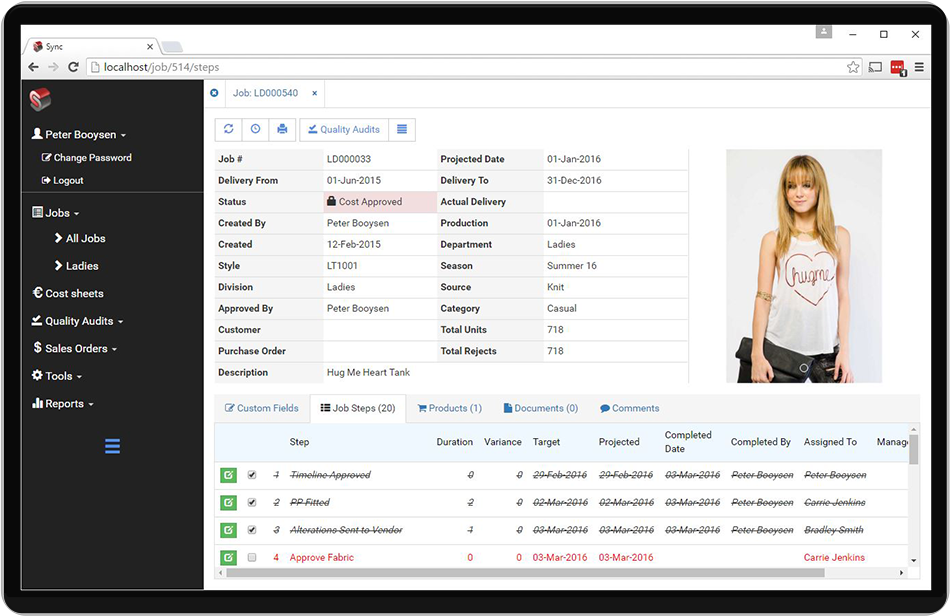 Sync
localhost/job/514/steps
Peter Booysen
Change Password
Logout
Jobs
All Jobs
Ladies
Cost sheets
Quality Audits
Sales Orders
Tools
Reports
Job: LD000540 ×
Quality Audits
Job # LD000033 Projected Date 01-Jan-2016
Delivery From 01-Jun-2015 Delivery To 31-Dec-2016
Status Cost Approved Actual Delivery
Created By Peter Booysen Production 01-Jan-2016
Created 12-Feb-2015 Department Ladies
Style LT1001 Season Summer 16
Division Ladies Source Knit
Approved By Peter Booysen Category Casual
Customer Total Units 718
Purchase Order Total Rejects 718
Description Hug Me Heart Tank
hugme
Custom Fields Job Steps (20) Products (1) Documents (0) Comments
Step Duration Variance Target Projected Completed Date Completed By Assigned To Manag
1 Timeline Approved 0 0 29-Feb-2016 29-Feb-2016 03-Mar-2016 Peter Booysen Peter Booysen
2 PP Fitted 2 0 02-Mar-2016 02-Mar-2016 03-Mar-2016 Peter Booysen Carrie Jenkins
3 Alterations Sent to Vendor 1 0 03-Mar-2016 03-Mar-2016 03-Mar-2016 Peter Booysen Bradley Smith
4 Approve Fabric 0 0 03-Mar-2016 03-Mar-2016 Carrie Jenkins